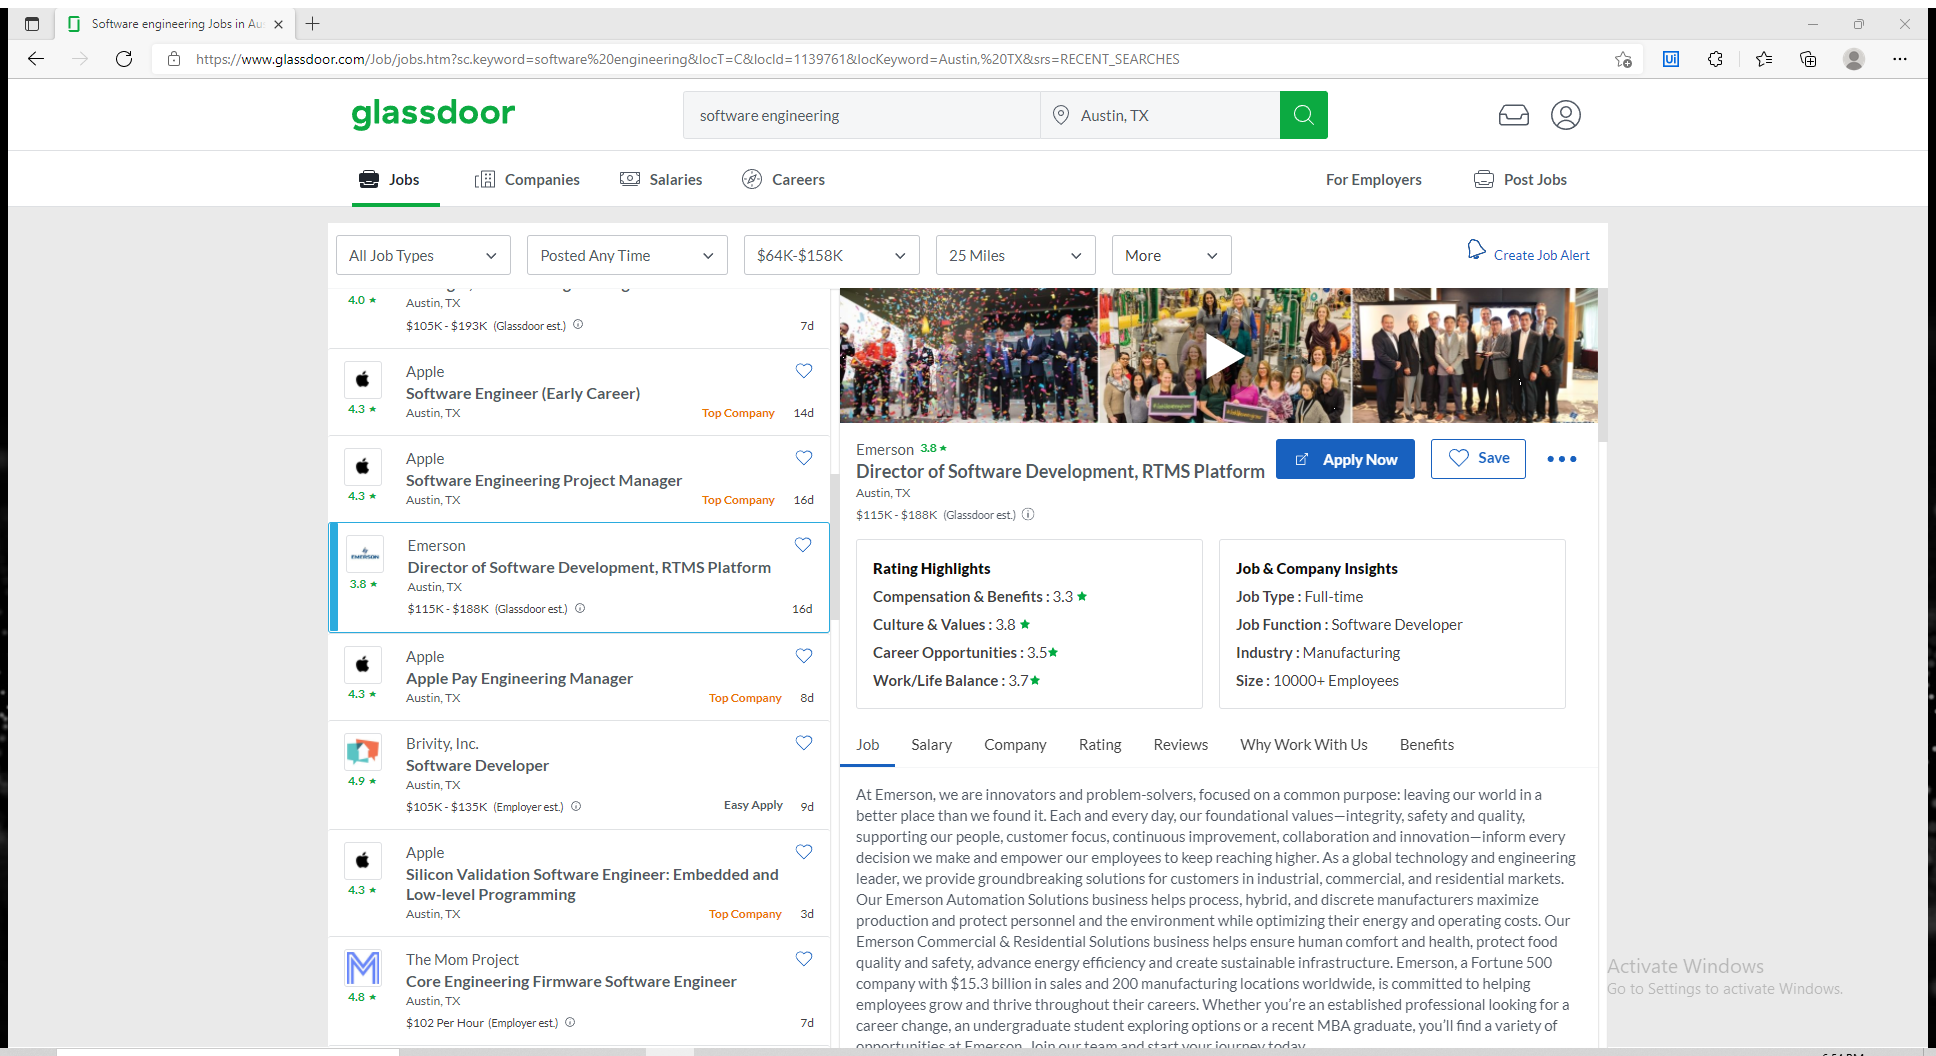 Software engineering Jobs in Au
https://www.glassdoor.com/Job/jobs.htm?sc.keyword=software%20engineering&locT=C&locId=1139761&locKeyword=Austin,%20TX&srs=RECENT_SEARCHES
glassdoor
software engineering
Austin, TX
Jobs
Companies
Salaries
Careers
For Employers
Post Jobs
All Job Types
Posted Any Time
$64K-$158K
25 Miles
More
Create Job Alert
4.0 ★
Austin, TX
$105K - $193K (Glassdoor est.)
7d
Apple
Software Engineer (Early Career)
4.3 ★
Austin, TX
Top Company
14d
Apple
Software Engineering Project Manager
4.3 ★
Austin, TX
Top Company
16d
EMERSON
Emerson
Director of Software Development, RTMS Platform
3.8 ★
Austin, TX
$115K - $188K (Glassdoor est.)
16d
Apple
Apple Pay Engineering Manager
4.3 ★
Austin, TX
Top Company
8d
Brivity, Inc.
Software Developer
4.9 ★
Austin, TX
$105K - $135K (Employer est.)
Easy Apply
9d
Apple
Silicon Validation Software Engineer: Embedded and
Low-level Programming
4.3 ★
Austin, TX
Top Company
3d
The Mom Project
Core Engineering Firmware Software Engineer
4.8 ★
Austin, TX
$102 Per Hour (Employer est.)
7d
Emerson 3.8 ★
Director of Software Development, RTMS Platform
Austin, TX
$115K - $188K (Glassdoor est.)
Apply Now
Save
Rating Highlights
Compensation & Benefits : 3.3 ★
Culture & Values : 3.8 ★
Career Opportunities : 3.5★
Work/Life Balance : 3.7★
Job & Company Insights
Job Type : Full-time
Job Function : Software Developer
Industry : Manufacturing
Size : 10000+ Employees
Job
Salary
Company
Rating
Reviews
Why Work With Us
Benefits
At Emerson, we are innovators and problem-solvers, focused on a common purpose: leaving our world in a
better place than we found it. Each and every day, our foundational values—integrity, safety and quality,
supporting our people, customer focus, continuous improvement, collaboration and innovation—inform every
decision we make and empower our employees to keep reaching higher. As a global technology and engineering
leader, we provide groundbreaking solutions for customers in industrial, commercial, and residential markets.
Our Emerson Automation Solutions business helps process, hybrid, and discrete manufacturers maximize
production and protect personnel and the environment while optimizing their energy and operating costs. Our
Emerson Commercial & Residential Solutions business helps ensure human comfort and health, protect food
quality and safety, advance energy efficiency and create sustainable infrastructure. Emerson, a Fortune 500
company with $15.3 billion in sales and 200 manufacturing locations worldwide, is committed to helping
employees grow and thrive throughout their careers. Whether you're an established professional looking for a
career change, an undergraduate student exploring options or a recent MBA graduate, you'll find a variety of
opportunities at Emerson. Join our team and start your journey today.
Activate Windows
Go to Settings to activate Windows.